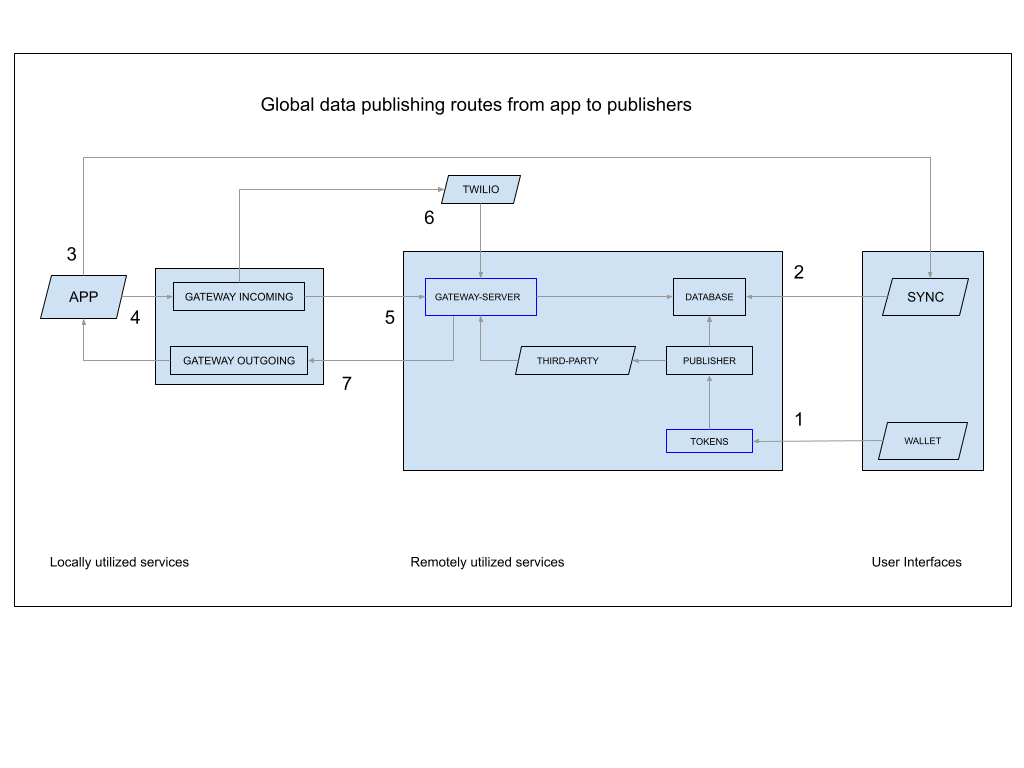 Global data publishing routes from app to publishers
TWILIO
6
3
2
APP
GATEWAY INCOMING
GATEWAY-SERVER
DATABASE
SYNC
4
5
GATEWAY OUTGOING
THIRD-PARTY
PUBLISHER
7
1
TOKENS
WALLET
Locally utilized services
Remotely utilized services
User Interfaces